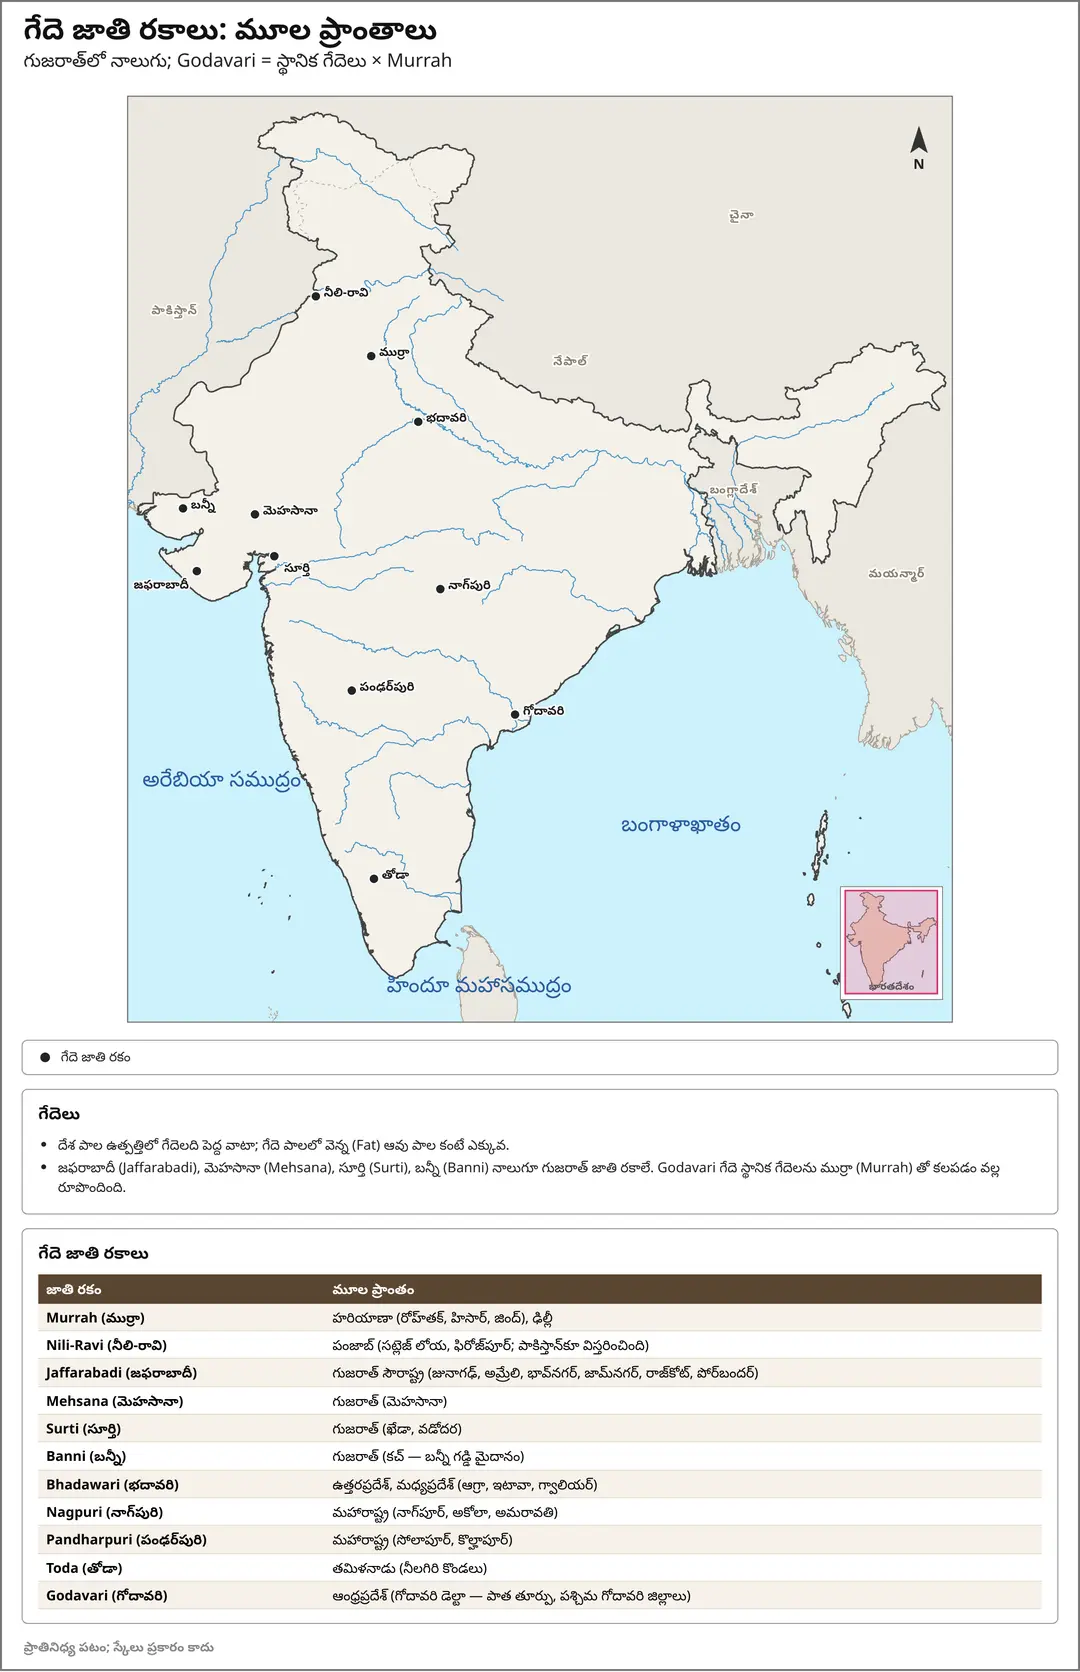 గేదె జాతి రకాలు: మూల ప్రాంతాలు
గుజరాత్‌లో నాలుగు; Godavari = స్థానిక గేదెలు × Murrah
N
చైనా
పాకిస్తాన్
నీలి-రావి
ముర్రా
నేపాల్
భదావరి
బంగ్లాదేశ్
బన్నీ
మెహసానా
సూర్తి
జఫరాబాదీ
నాగ్‌పురి
మయన్మార్
పంఢర్‌పురి
గోదావరి
అరేబియా సముద్రం
బంగాళాఖాతం
తోడా
హిందూ మహాసముద్రం
భారతదేశం
గేదె జాతి రకం
గేదెలు
• దేశ పాల ఉత్పత్తిలో గేదెలది పెద్ద వాటా; గేదె పాలలో వెన్న (Fat) ఆవు పాల కంటే ఎక్కువ.
• జఫరాబాదీ (Jaffarabadi), మెహసానా (Mehsana), సూర్తి (Surti), బన్నీ (Banni) నాలుగూ గుజరాత్ జాతి రకాలే. Godavari గేదె స్థానిక గేదెలను ముర్రా (Murrah) తో కలపడం వల్ల
రూపొందింది.
గేదె జాతి రకాలు
జాతి రకం మూల ప్రాంతం
Murrah (ముర్రా) హరియాణా (రోహ్‌తక్, హిసార్, జింద్), ఢిల్లీ
Nili-Ravi (నీలి-రావి) పంజాబ్ (సట్లెజ్ లోయ, ఫిరోజ్‌పూర్; పాకిస్తాన్‌కూ విస్తరించింది)
Jaffarabadi (జఫరాబాదీ) గుజరాత్ సౌరాష్ట్ర (జునాగఢ్, అమ్రేలి, భావ్‌నగర్, జామ్‌నగర్, రాజ్‌కోట్, పోర్‌బందర్)
Mehsana (మెహసానా) గుజరాత్ (మెహసానా)
Surti (సూర్తి) గుజరాత్ (ఖేడా, వడోదర)
Banni (బన్నీ) గుజరాత్ (కచ్ — బన్నీ గడ్డి మైదానం)
Bhadawari (భదావరి) ఉత్తరప్రదేశ్, మధ్యప్రదేశ్ (ఆగ్రా, ఇటావా, గ్వాలియర్)
Nagpuri (నాగ్‌పురి) మహారాష్ట్ర (నాగ్‌పూర్, అకోలా, అమరావతి)
Pandharpuri (పంఢర్‌పురి) మహారాష్ట్ర (సోలాపూర్, కొల్హాపూర్)
Toda (తోడా) తమిళనాడు (నీలగిరి కొండలు)
Godavari (గోదావరి) ఆంధ్రప్రదేశ్ (గోదావరి డెల్టా — పాత తూర్పు, పశ్చిమ గోదావరి జిల్లాలు)
ప్రాతినిధ్య పటం; స్కేలు ప్రకారం కాదు